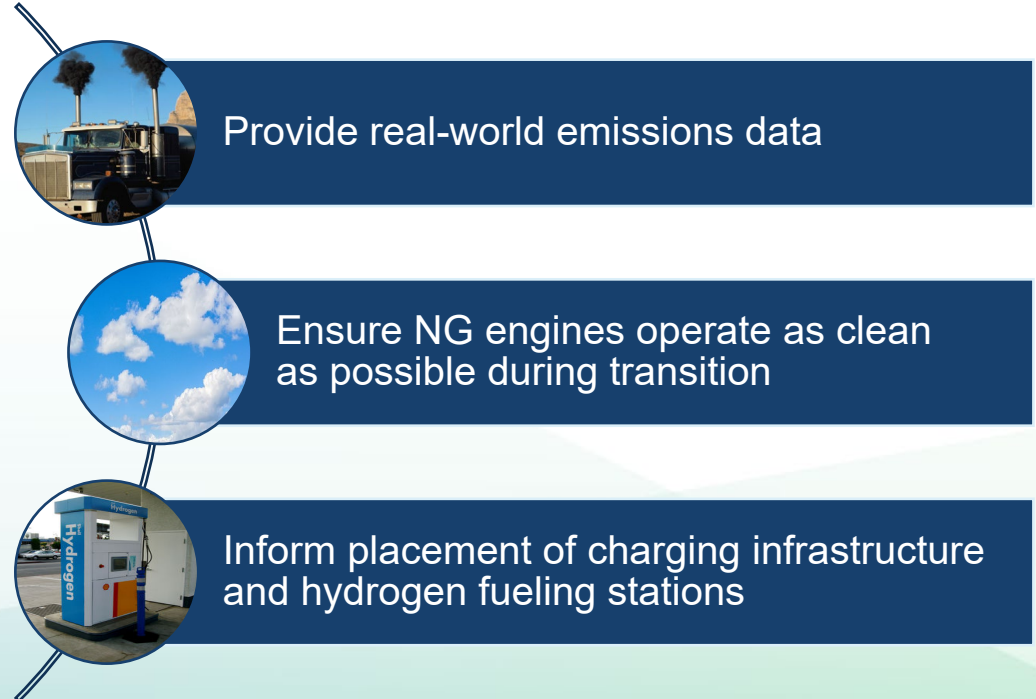 Provide real-world emissions data
Ensure NG engines operate as clean
as possible during transition
Hydrogen
Hydrogen
Inform placement of charging infrastructure
and hydrogen fueling stations